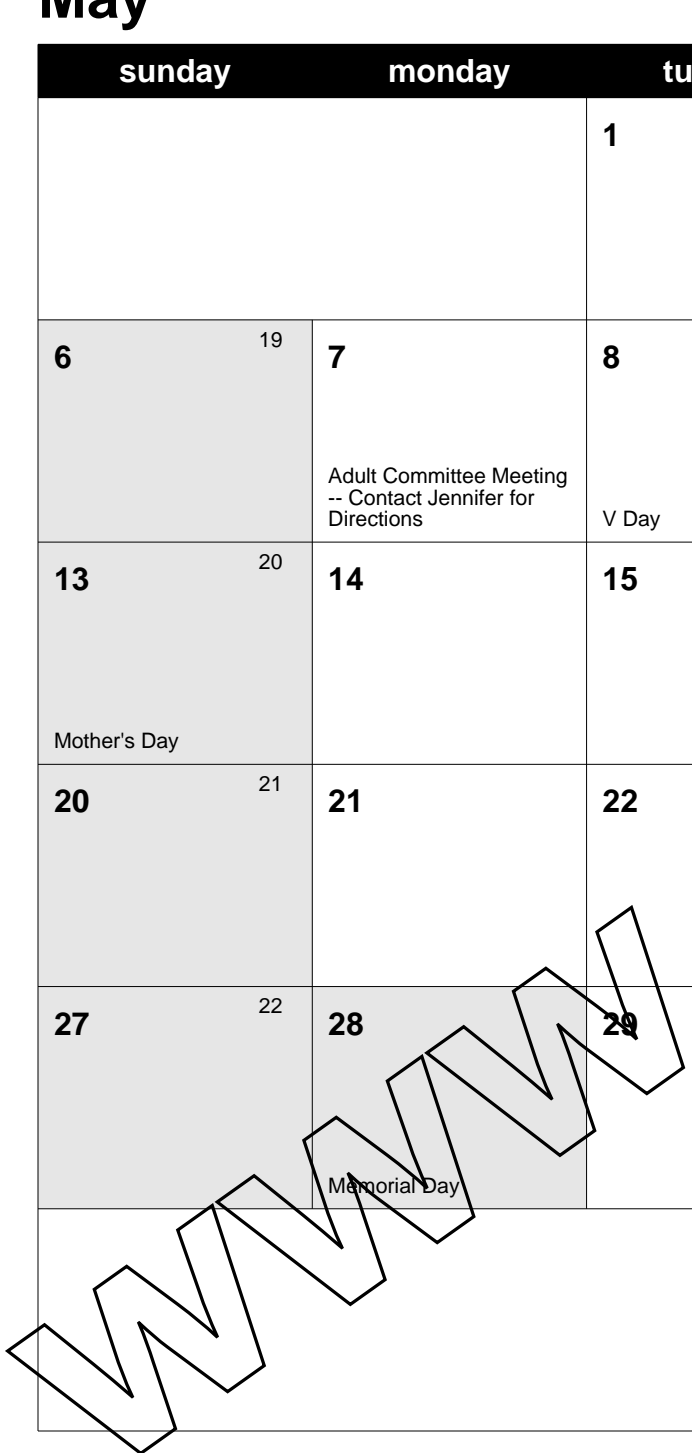 May
sunday monday tu
1
6 19 7 8
Adult Committee Meeting
-- Contact Jennifer for
Directions
V Day
13 20 14 15
Mother's Day
20 21 21 22
27 22 28 29
Memorial Day
www